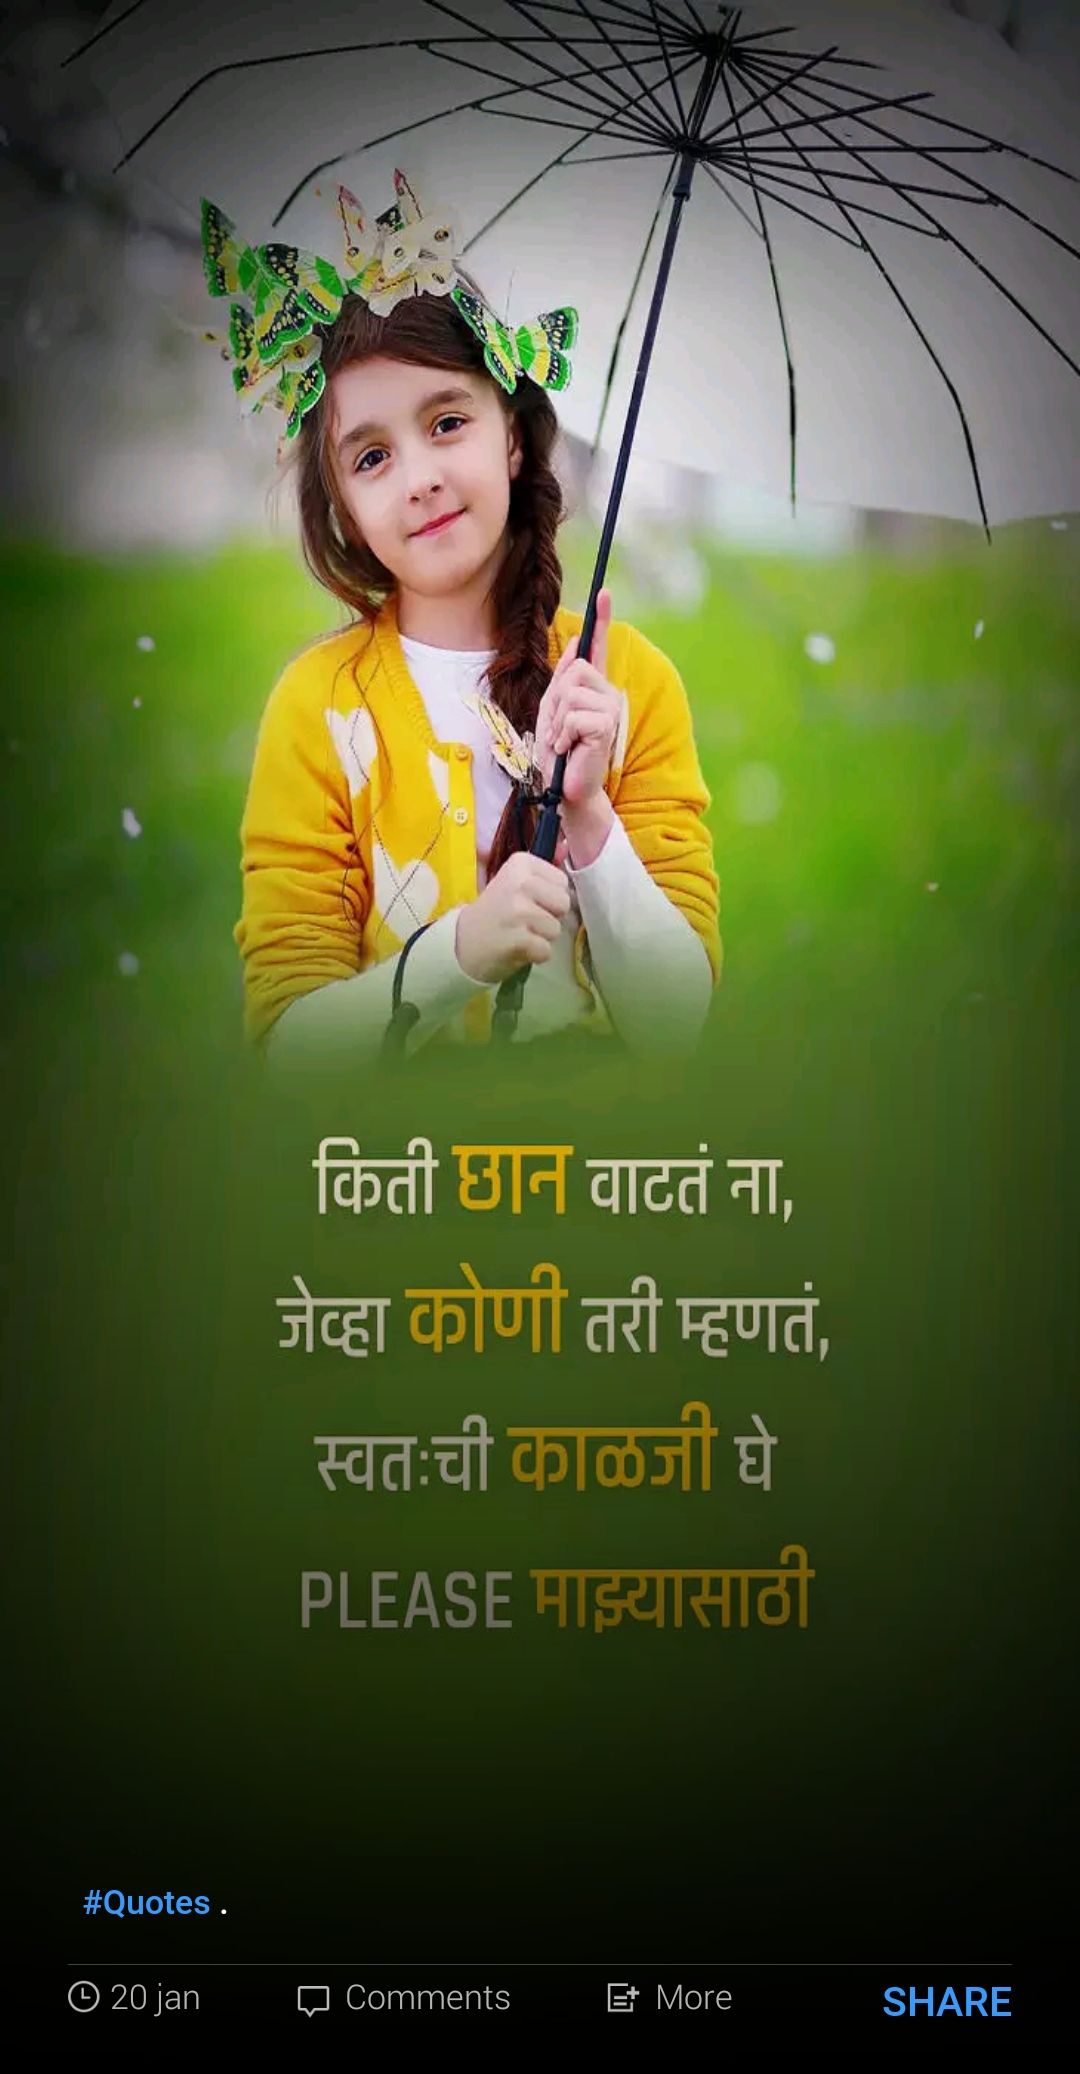 किती छान वाटतं ना,
जेव्हा कोणी तरी म्हणतं,
स्वतःची काळजी घे
PLEASE माझ्यासाठी
#Quotes .
20 jan Comments More SHARE